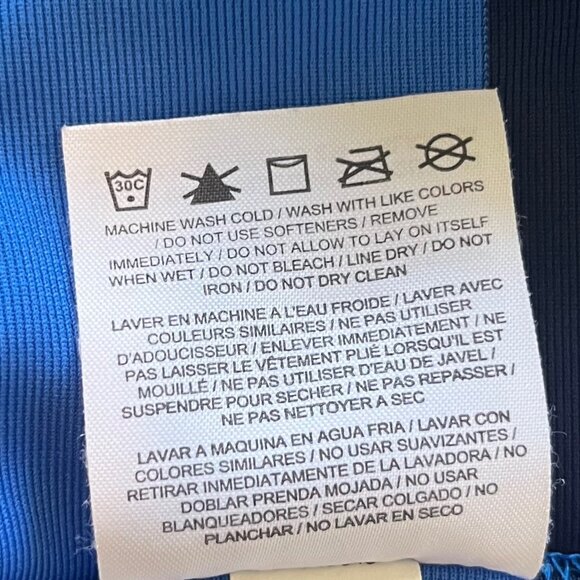 30C
MACHINE WASH COLD / WASH WITH LIKE COLORS
/ DO NOT USE SOFTENERS / REMOVE
IMMEDIATELY / DO NOT ALLOW TO LAY ON ITSELF
WHEN WET / DO NOT BLEACH / LINE DRY / DO NOT
IRON / DO NOT DRY CLEAN
LAVER EN MACHINE A L'EAU FROIDE / LAVER AVEC
COULEURS SIMILAIRES / NE PAS UTILISER
D'ADOUCISSEUR / ENLEVER IMMEDIATEMENT / NE
PAS LAISSER LE VÊTEMENT PLIÉ LORSQU'IL EST
MOUILLÉ / NE PAS UTILISER D'EAU DE JAVEL /
SUSPENDRE POUR SECHER / NE PAS REPASSER /
NE PAS NETTOYER A SEC
LAVAR A MAQUINA EN AGUA FRIA / LAVAR CON
COLORES SIMILARES / NO USAR SUAVIZANTES /
RETIRAR INMEDIATAMENTE DE LA LAVADORA / NO
DOBLAR PRENDA MOJADA / NO USAR
BLANQUEADORES / SECAR COLGADO / NO
PLANCHAR / NO LAVAR EN SECO